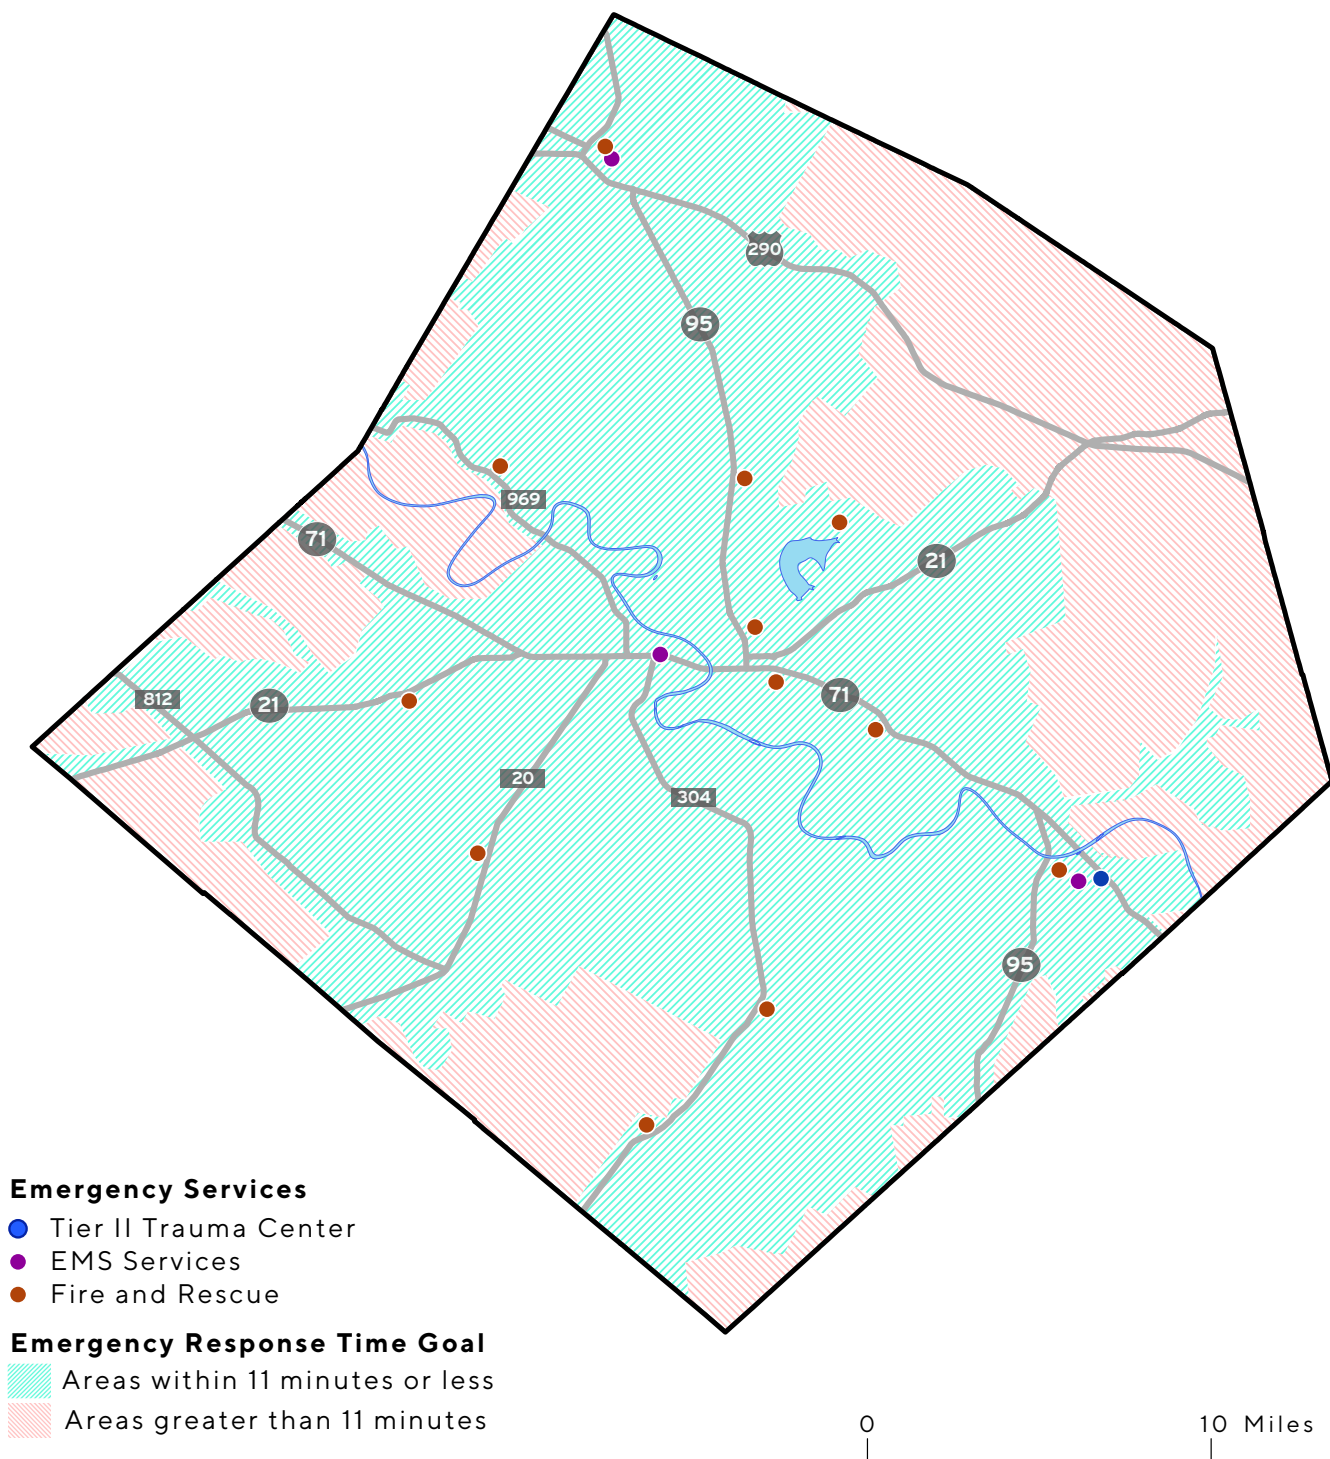 290
95
969
71
21
812
21
71
20
304
95
Emergency Services
Tier II Trauma Center
EMS Services
Fire and Rescue
Emergency Response Time Goal
Areas within 11 minutes or less
Areas greater than 11 minutes
0 10 Miles